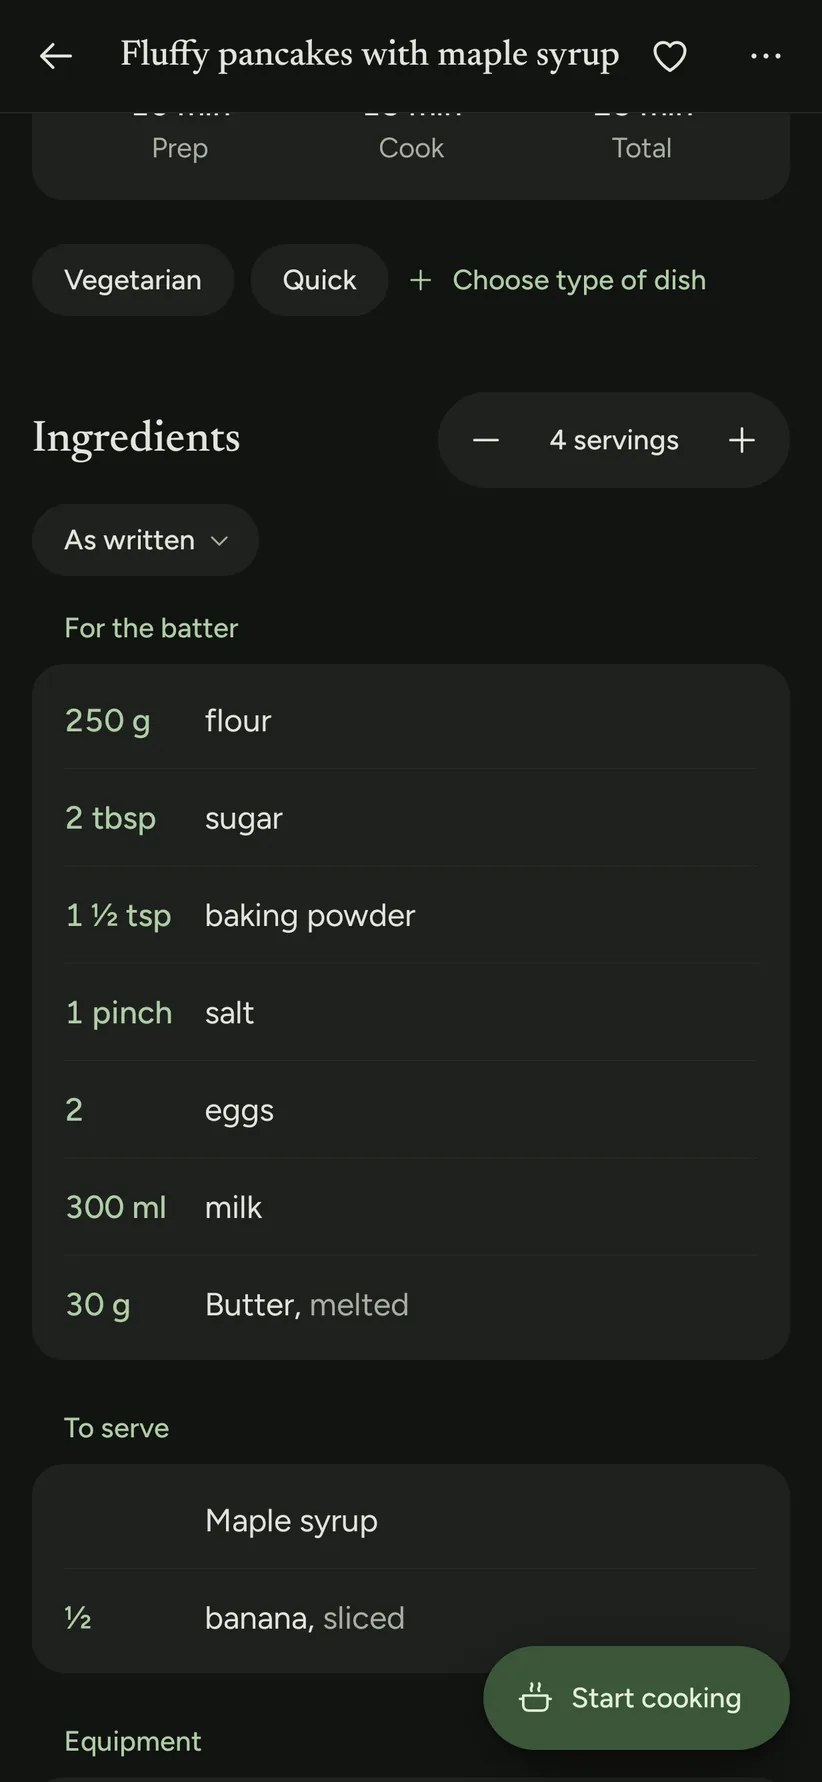 Fluffy pancakes with maple syrup
Prep Cook Total
Vegetarian Quick + Choose type of dish
Ingredients
− 4 servings +
As written
For the batter
250 g flour
2 tbsp sugar
1 ½ tsp baking powder
1 pinch salt
2 eggs
300 ml milk
30 g Butter, melted
To serve
Maple syrup
½ banana, sliced
Start cooking
Equipment